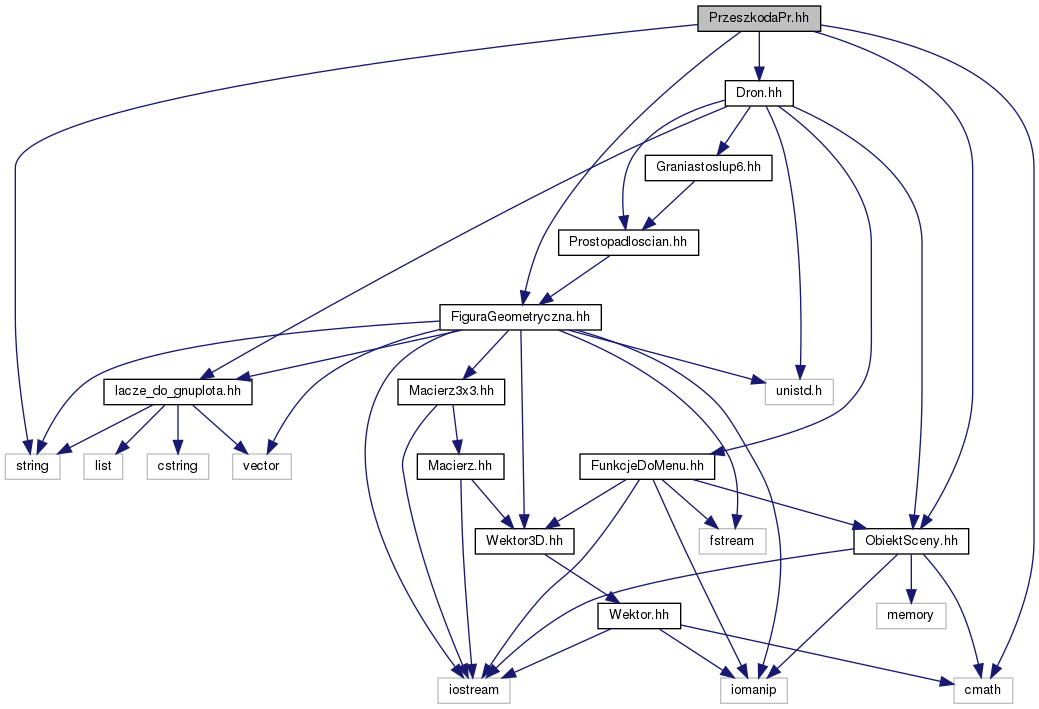 PrzeszkodaPr.hh
Dron.hh
Graniastoslup6.hh
Prostopadloscian.hh
FiguraGeometryczna.hh
lacze_do_gnuplota.hh
Macierz3x3.hh
unistd.h
string
list
cstring
vector
Macierz.hh
FunkcjeDoMenu.hh
Wektor3D.hh
fstream
ObiektSceny.hh
Wektor.hh
memory
iostream
iomanip
cmath